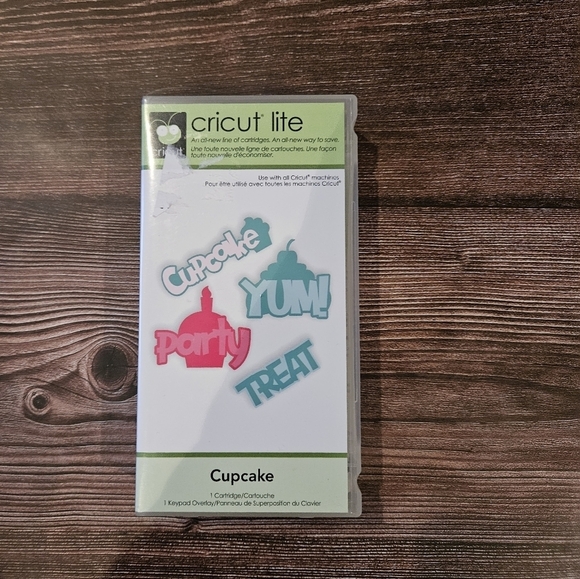 cricut® lite
cricut
An all-new line of cartridges. An all-new way to save.
Une toute nouvelle ligne de cartouches. Une façon
toute nouvelle d'économiser.
Use with all Cricut® machines
Pour être utilisé avec toutes les machines Cricut®
Cupcake
YUM!
Party
TREAT
Cupcake
1 Cartridge/Cartouche
1 Keypad Overlay/Panneau de Superposition du Clavier